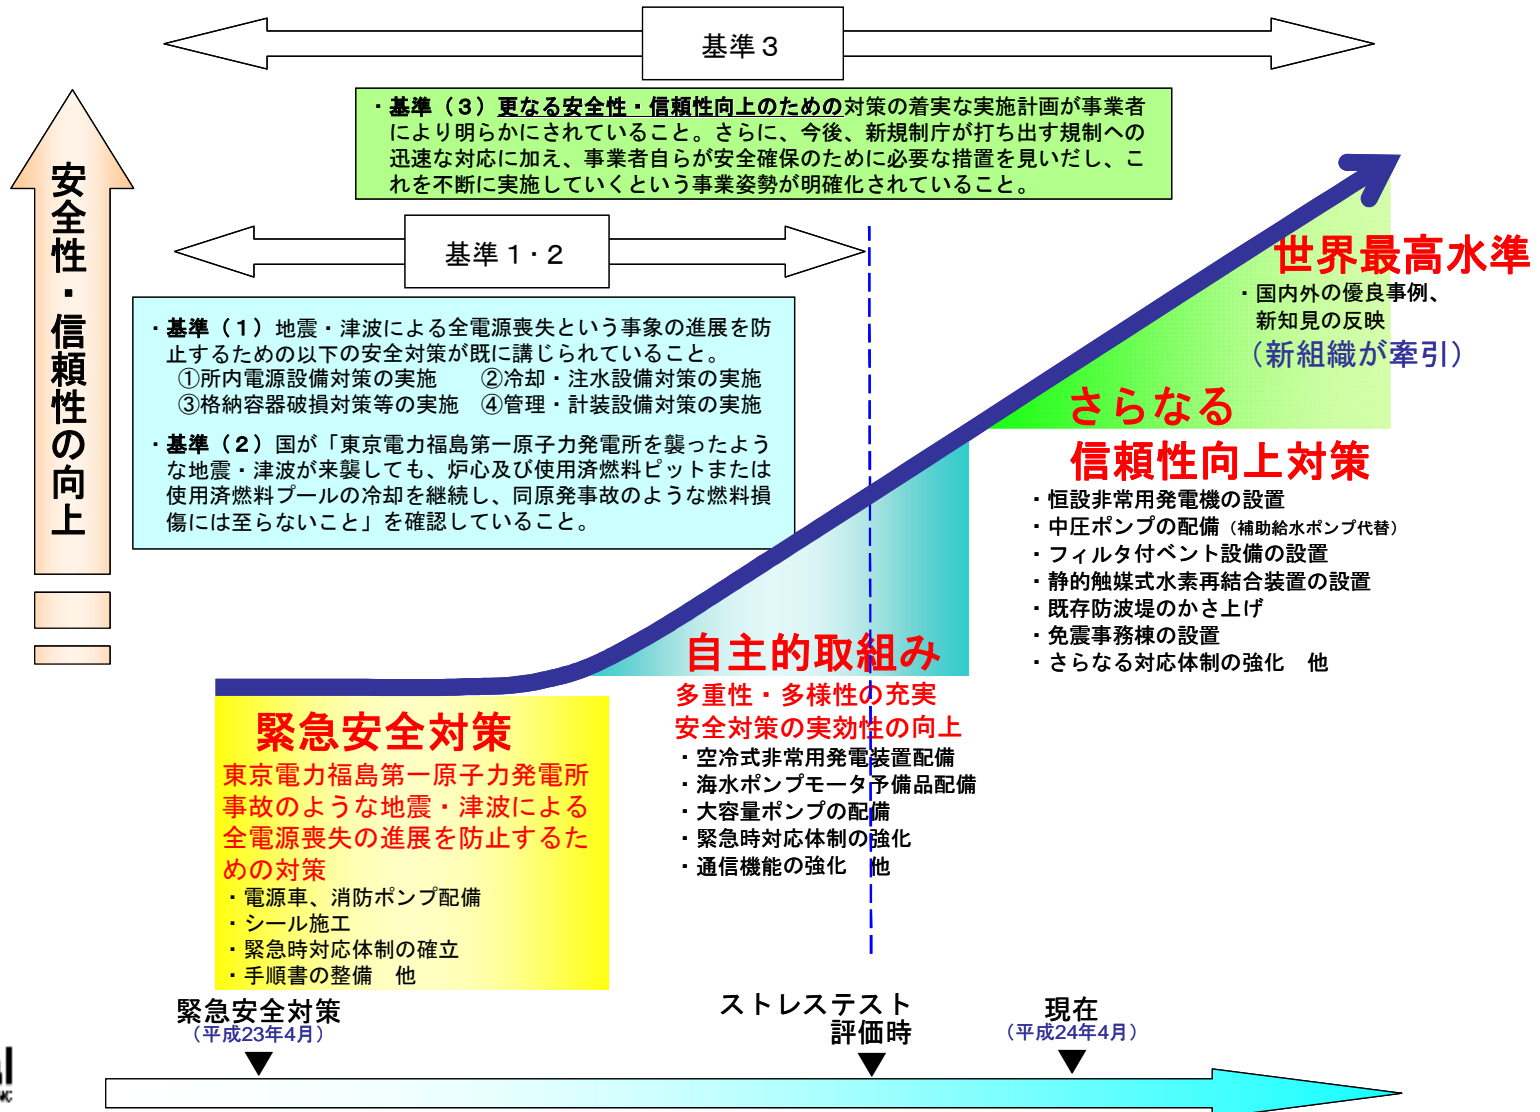 基準３
・基準（３）更なる安全性・信頼性向上のための対策の着実な実施計画が事業者
により明らかにされていること。さらに、今後、新規制庁が打ち出す規制への
迅速な対応に加え、事業者自らが安全確保のために必要な措置を見いだし、こ
れを不断に実施していくという事業姿勢が明確化されていること。
安全性・信頼性の向上
基準１・２
・基準（１）地震・津波による全電源喪失という事象の進展を防
止するための以下の安全対策が既に講じられていること。
①所内電源設備対策の実施　　②冷却・注水設備対策の実施
③格納容器破損対策等の実施　④管理・計装設備対策の実施
・基準（２）国が「東京電力福島第一原子力発電所を襲ったよう
な地震・津波が来襲しても、炉心及び使用済燃料ピットまたは
使用済燃料プールの冷却を継続し、同原発事故のような燃料損
傷には至らないこと」を確認していること。
世界最高水準
・国内外の優良事例、
新知見の反映
（新組織が牽引）
さらなる
信頼性向上対策
・恒設非常用発電機の設置
・中圧ポンプの配備（補助給水ポンプ代替）
・フィルタ付ベント設備の設置
・静的触媒式水素再結合装置の設置
・既存防波堤のかさ上げ
・免震事務棟の設置
・さらなる対応体制の強化　他
自主的取組み
多重性・多様性の充実
安全対策の実効性の向上
・空冷式非常用発電装置配備
・海水ポンプモータ予備品配備
・大容量ポンプの配備
・緊急時対応体制の強化
・通信機能の強化　他
緊急安全対策
東京電力福島第一原子力発電所
事故のような地震・津波による
全電源喪失の進展を防止するた
めの対策
・電源車、消防ポンプ配備
・シール施工
・緊急時対応体制の確立
・手順書の整備　他
緊急安全対策
（平成23年4月）
ストレステスト
評価時
現在
（平成24年4月）